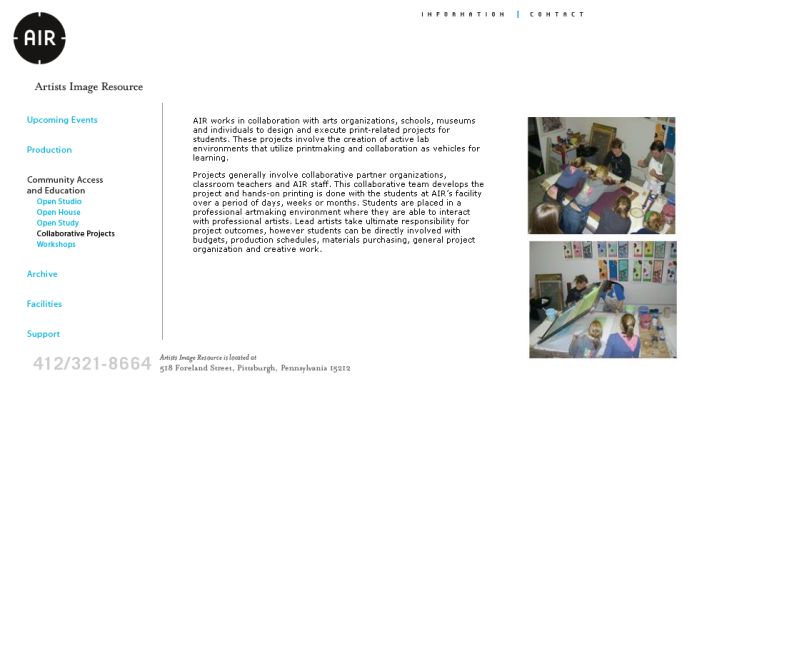 INFORMATION | CONTACT
AIR
Artists Image Resource
Upcoming Events
Production
Community Access
and Education
Open Studio
Open House
Open Study
Collaborative Projects
Workshops
Archive
Facilities
Support
AIR works in collaboration with arts organizations, schools, museums
and individuals to design and execute print-related projects for
students. These projects involve the creation of active lab
environments that utilize printmaking and collaboration as vehicles for
learning.
Projects generally involve collaborative partner organizations,
classroom teachers and AIR staff. This collaborative team develops the
project and hands-on printing is done with the students at AIR's facility
over a period of days, weeks or months. Students are placed in a
professional artmaking environment where they are able to interact
with professional artists. Lead artists take ultimate responsibility for
project outcomes, however students can be directly involved with
budgets, production schedules, materials purchasing, general project
organization and creative work.
412/321-8664
Artists Image Resource is located at
518 Foreland Street, Pittsburgh, Pennsylvania 15212